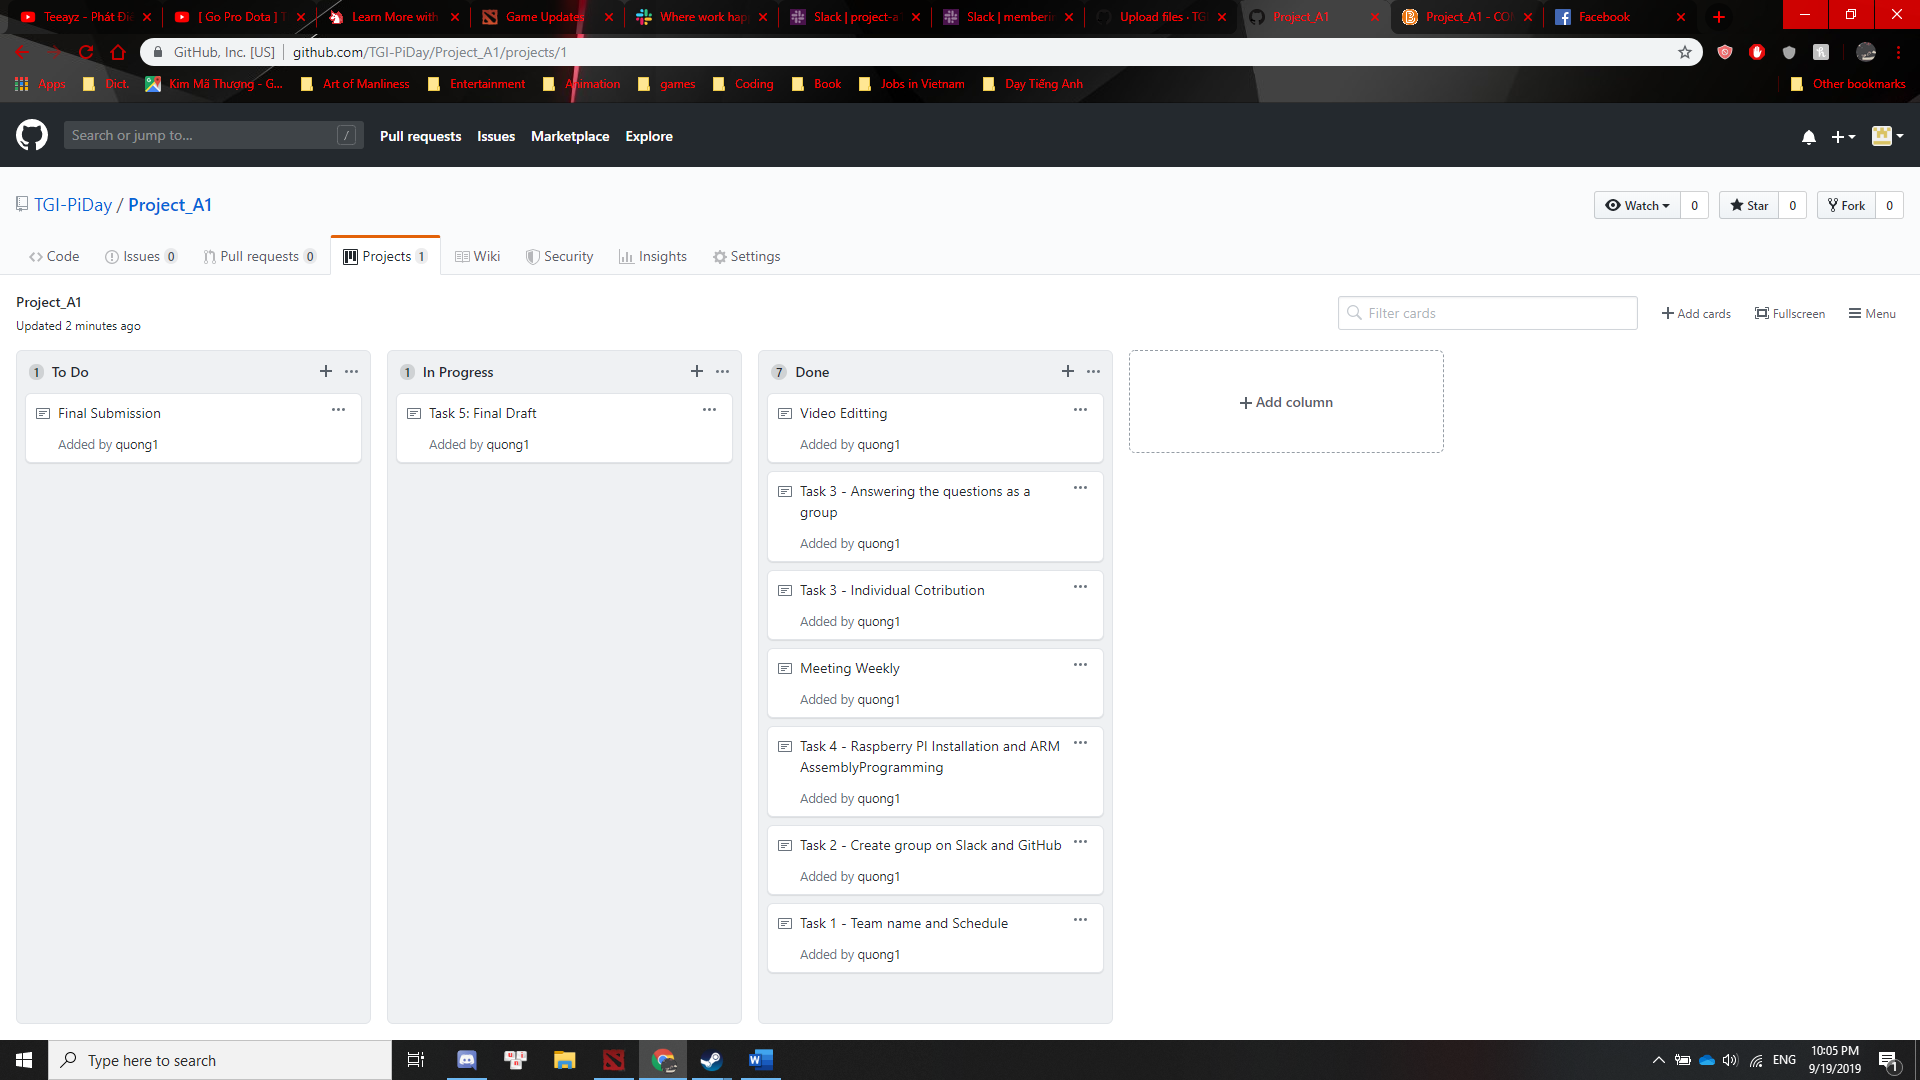 Teeayz - Phát Điê
[ Go Pro Dota ] T
Learn More with
Game Updates
Where work hap
Slack | project-a
Slack | memberin
Upload files · TGI
Project_A1
Project_A1 - CO
Facebook
GitHub, Inc. [US] | github.com/TGI-PiDay/Project_A1/projects/1
Apps Dict. Kim Mã Thượng - G... Art of Manliness Entertainment Animation games Coding Book Jobs in Vietnam Day Tiếng Anh Other bookmarks
Search or jump to... / Pull requests Issues Marketplace Explore
TGI-PiDay / Project_A1 Watch 0 Star 0 Fork 0
Code Issues 0 Pull requests 0 Projects 1 Wiki Security Insights Settings
Project_A1
Updated 2 minutes ago
Filter cards + Add cards Fullscreen Menu
1 To Do
Final Submission
Added by quong1
1 In Progress
Task 5: Final Draft
Added by quong1
7 Done
Video Editting
Added by quong1
Task 3 - Answering the questions as a
group
Added by quong1
Task 3 - Individual Cotribution
Added by quong1
Meeting Weekly
Added by quong1
Task 4 - Raspberry PI Installation and ARM
AssemblyProgramming
Added by quong1
Task 2 - Create group on Slack and GitHub
Added by quong1
Task 1 - Team name and Schedule
Added by quong1
+ Add column
Type here to search
ENG
10:05 PM
9/19/2019
1